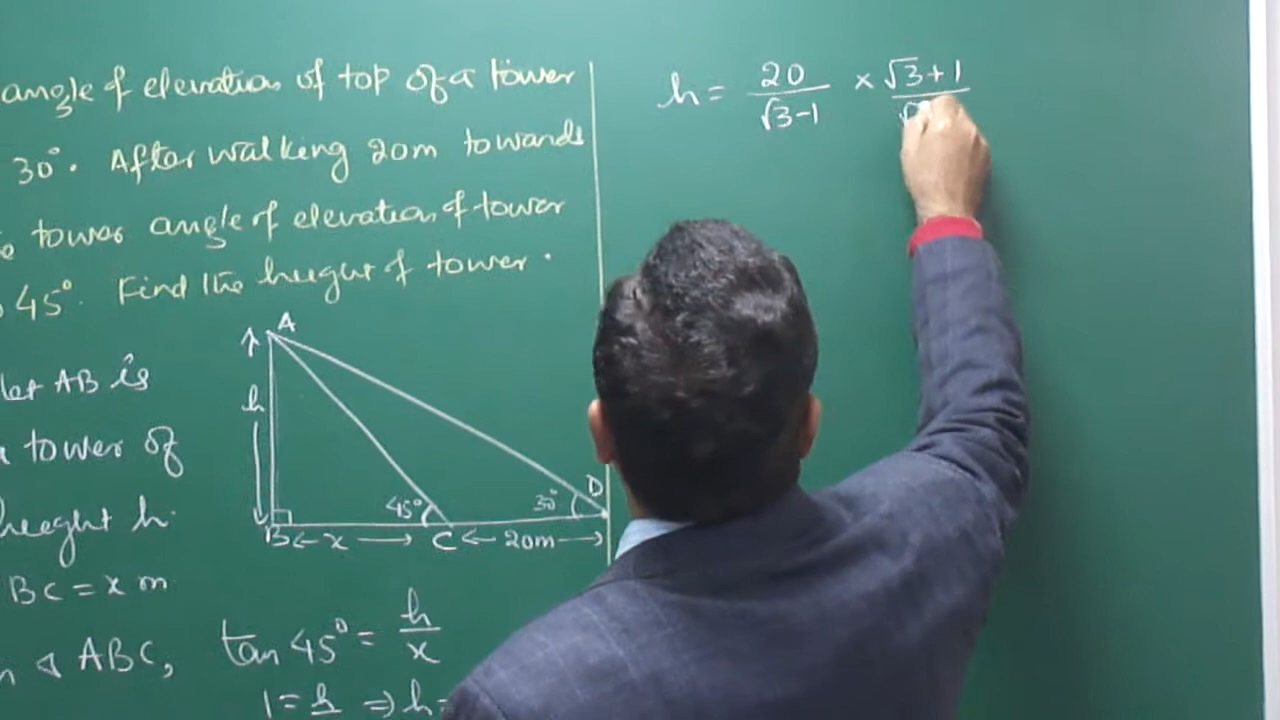 angle of elevation of top of a tower
30°. After walking 20m towards
tower angle of elevation of tower
45°. Find the height of tower.
let AB is
tower of
height h.
BC = x m
△ ABC,
A
h
B ← x → C ← 20m →
45°
30°
D
tan 45° = h/x
1 = h ⇒ h =
h = 20/(√3-1) × (√3+1)/√